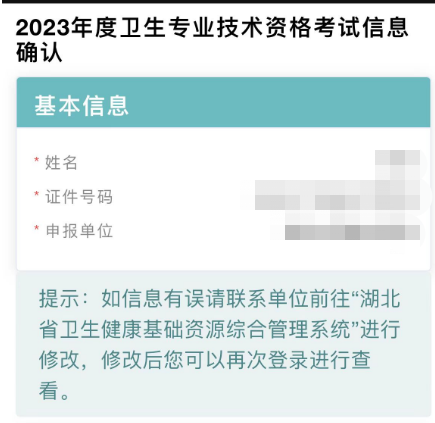 2023年度卫生专业技术资格考试信息
确认
基本信息
* 姓名
* 证件号码
* 申报单位
提示：如信息有误请联系单位前往“湖北
省卫生健康基础资源综合管理系统”进行
修改，修改后您可以再次登录进行查
看。